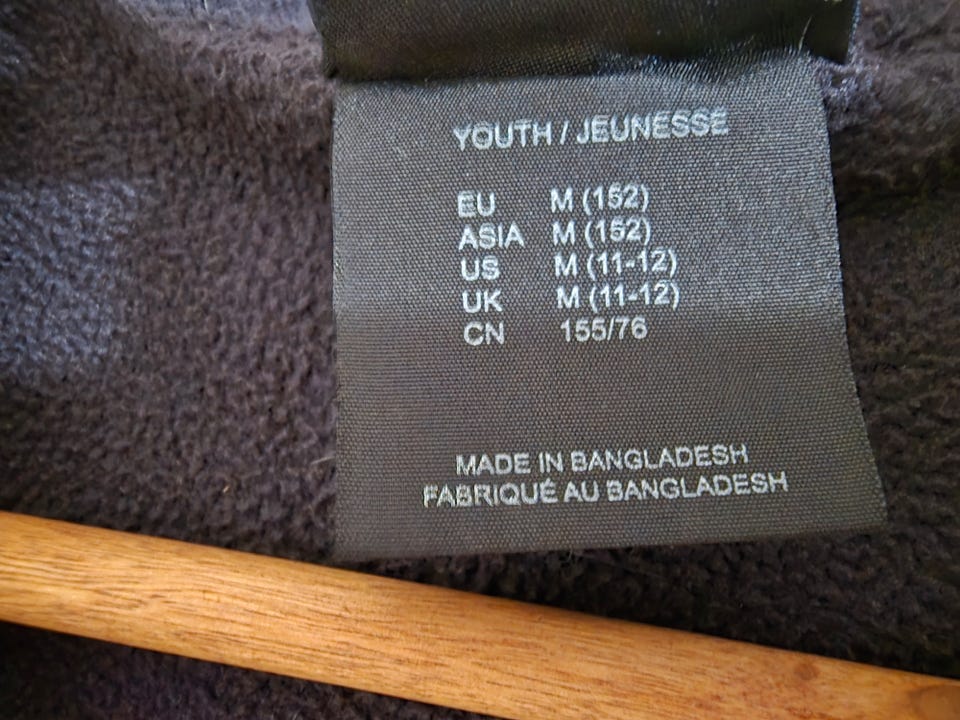 YOUTH / JEUNESSE
EU M (152)
ASIA M (152)
US M (11-12)
UK M (11-12)
CN 155/76
MADE IN BANGLADESH
FABRIQUÉ AU BANGLADESH